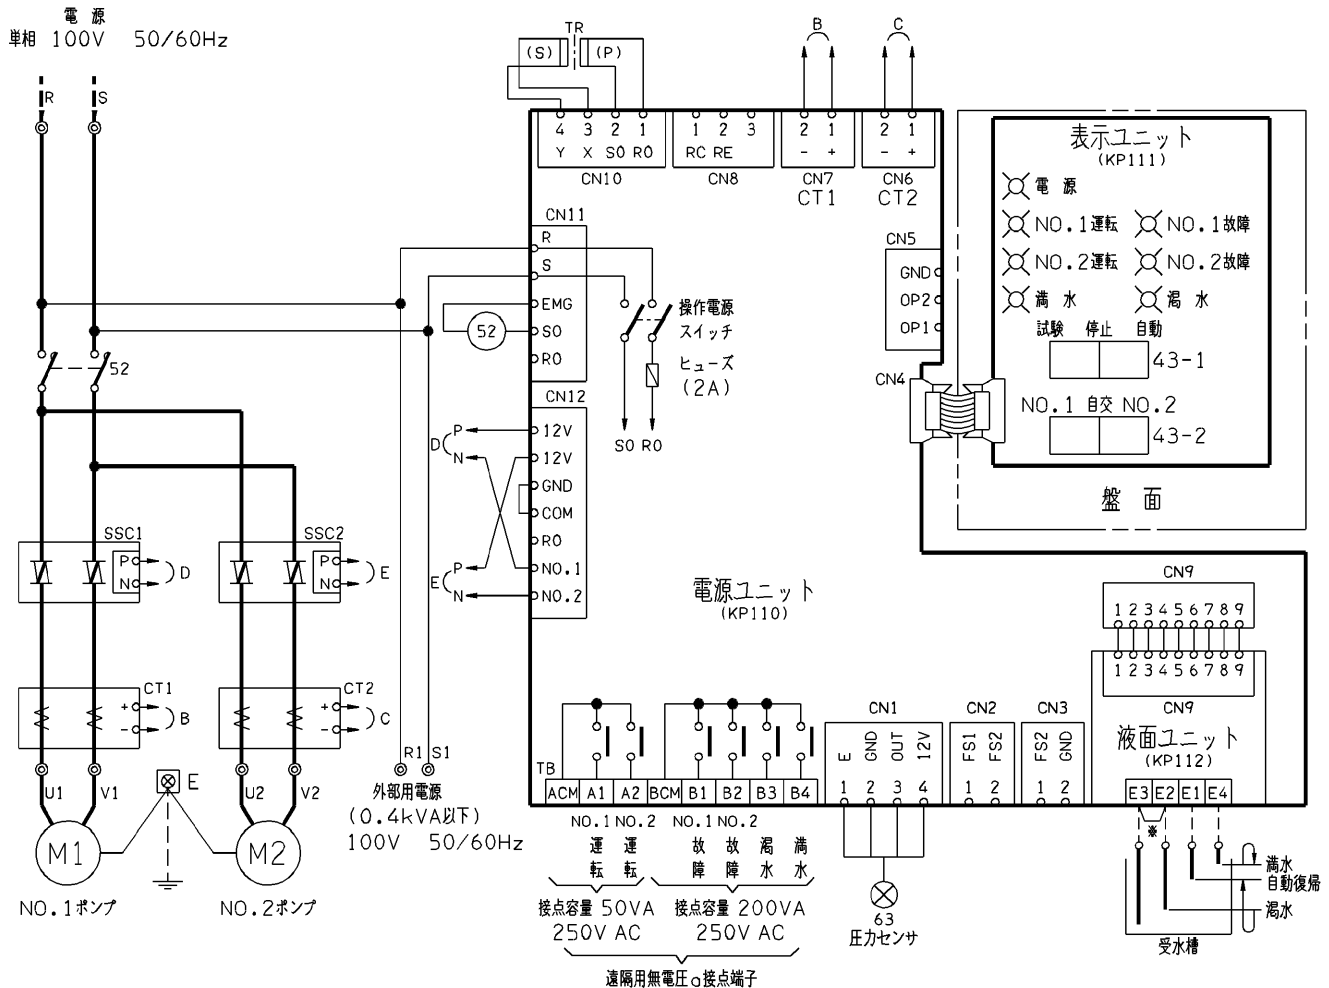 電 源
単相 100V 50/60Hz
R S
TR
(S) (P)
B C
4 3 2 1
Y X SO RO
CN10
1 2 3
RC RE
CN8
2 1
- +
CN7
CT1
2 1
- +
CN6
CT2
表示ユニット
(KP111)
電 源
NO.1運転 NO.1故障
NO.2運転 NO.2故障
満 水 渇 水
試験 停止 自動
43-1
NO.1 自交 NO.2
43-2
盤 面
CN5
GND
OP2
OP1
CN4
CN11
R
S
EMG
SO
RO
52
操作電源
スイッチ
ヒューズ
(2A)
SO RO
52
CN12
12V
12V
GND
COM
RO
NO.1
NO.2
P
D
N
P
E
N
SSC1
P
N
D
SSC2
P
N
E
電源ユニット
(KP110)
CN9
1 2 3 4 5 6 7 8 9
1 2 3 4 5 6 7 8 9
CN9
液面ユニット
(KP112)
E3 E2 E1 E4
※
満水
自動復帰
渇水
受水槽
CT1
+
-
B
CT2
+
-
C
U1 V1
E
U2 V2
M1 M2
NO.1ポンプ
NO.2ポンプ
R1 S1
外部用電源
(0.4kVA以下)
100V 50/60Hz
TB
ACM A1 A2 BCM B1 B2 B3 B4
NO.1 NO.2 NO.1 NO.2
運転 運転 故障 故障 渇水 満水
接点容量 50VA
250V AC
接点容量 200VA
250V AC
遠隔用無電圧a接点端子
CN1
E GND OUT 12V
1 2 3 4
63
圧力センサ
CN2
FS1 FS2
1 2
CN3
FS2 GND
1 2